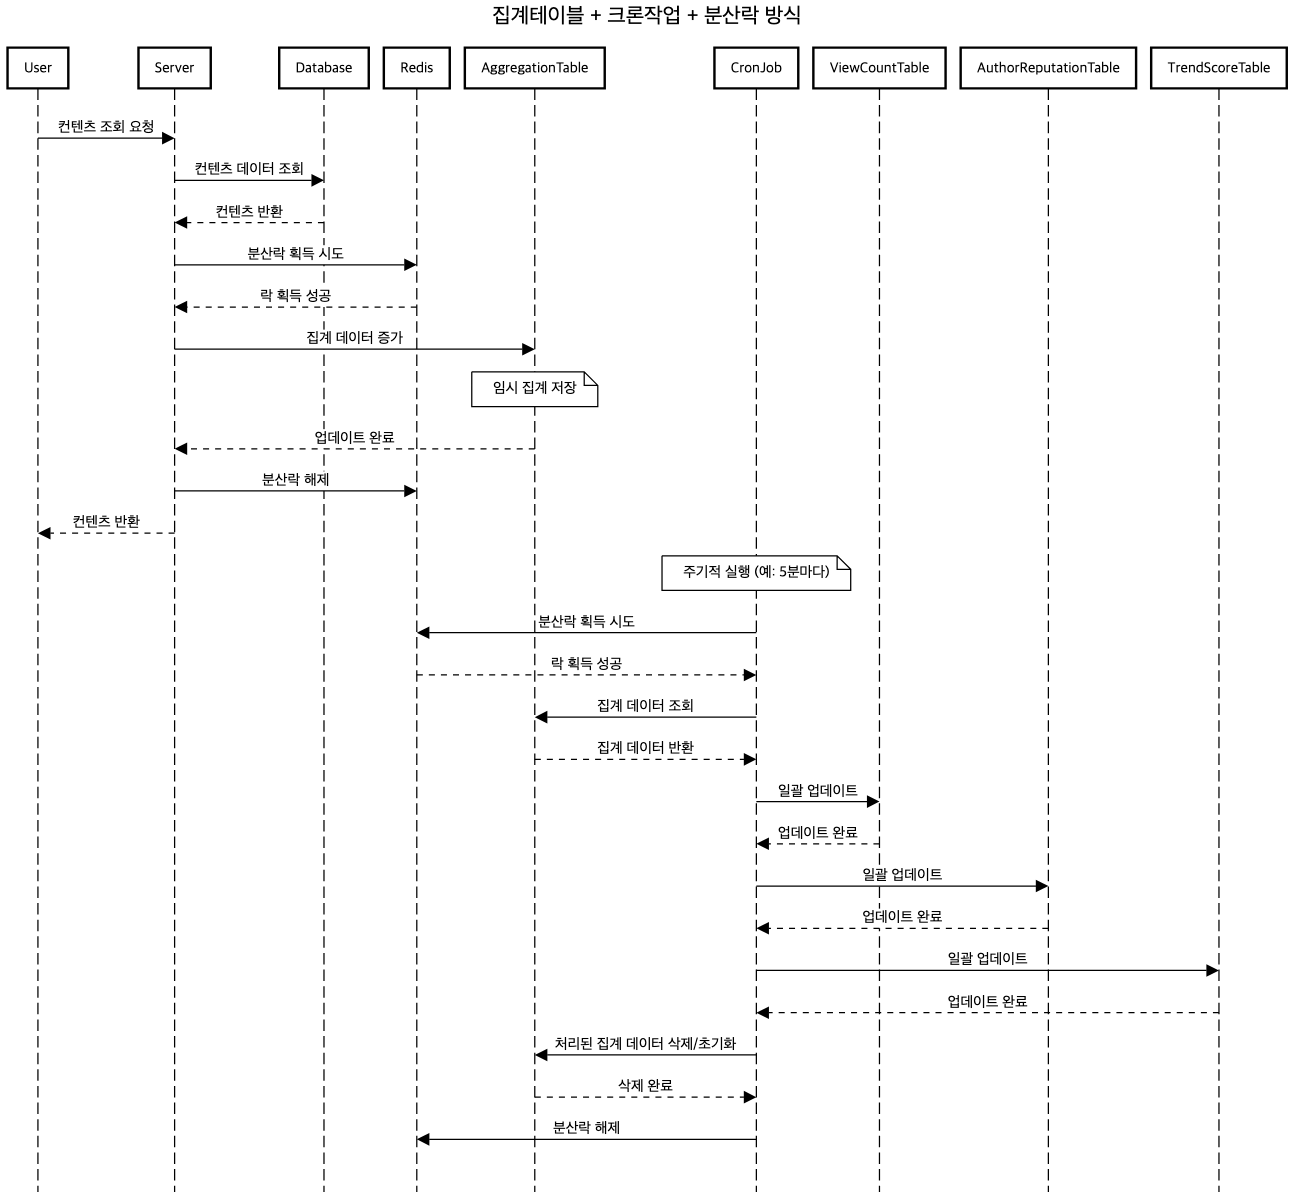 집계테이블 + 크론작업 + 분산락 방식
User
Server
Database
Redis
AggregationTable
CronJob
ViewCountTable
AuthorReputationTable
TrendScoreTable
컨텐츠 조회 요청
컨텐츠 데이터 조회
컨텐츠 반환
분산락 획득 시도
락 획득 성공
집계 데이터 증가
임시 집계 저장
업데이트 완료
분산락 해제
컨텐츠 반환
주기적 실행 (예: 5분마다)
분산락 획득 시도
락 획득 성공
집계 데이터 조회
집계 데이터 반환
일괄 업데이트
업데이트 완료
일괄 업데이트
업데이트 완료
일괄 업데이트
업데이트 완료
처리된 집계 데이터 삭제/초기화
삭제 완료
분산락 해제